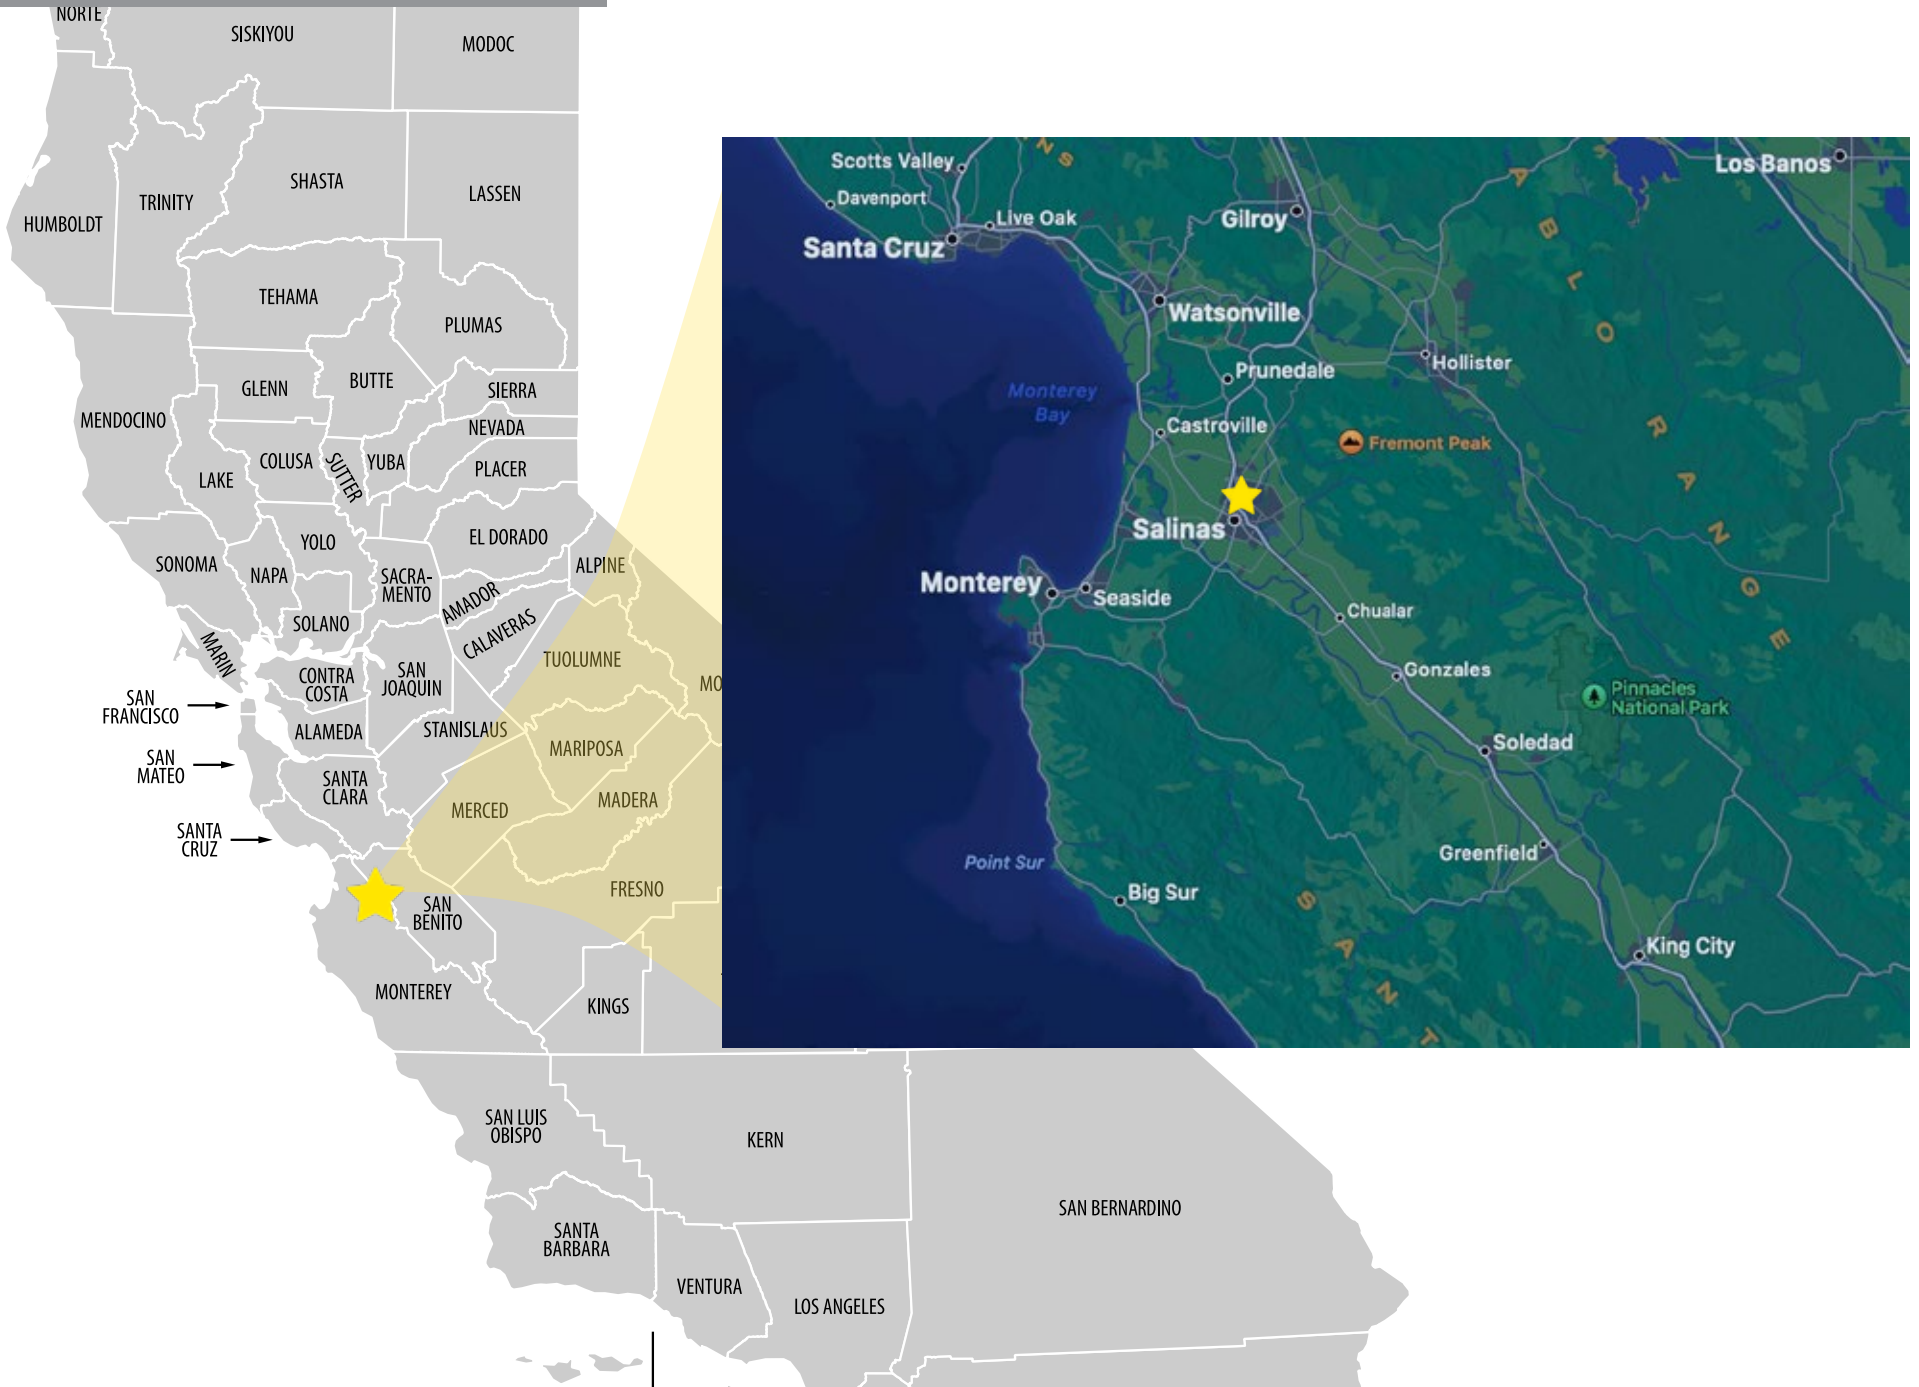 NORTE
SISKIYOU
MODOC
SHASTA
LASSEN
TRINITY
HUMBOLDT
TEHAMA
PLUMAS
GLENN
BUTTE
SIERRA
MENDOCINO
NEVADA
COLUSA
SUTTER
YUBA
PLACER
LAKE
YOLO
EL DORADO
SONOMA
NAPA
SACRA-
MENTO
ALPINE
AMADOR
SOLANO
CALAVERAS
MARIN
CONTRA
COSTA
SAN
JOAQUIN
TUOLUMNE
MO
SAN
FRANCISCO
ALAMEDA
STANISLAUS
MARIPOSA
SAN
MATEO
SANTA
CLARA
MERCED
MADERA
SANTA
CRUZ
FRESNO
SAN
BENITO
MONTEREY
KINGS
SAN LUIS
OBISPO
KERN
SAN BERNARDINO
SANTA
BARBARA
VENTURA
LOS ANGELES
N S
Scotts Valley
Los Banos
Davenport
Live Oak
Gilroy
Santa Cruz
A B L O R A N G E
Watsonville
Prunedale
Hollister
Monterey
Bay
Castroville
Fremont Peak
Salinas
Monterey
Seaside
Chualar
Gonzales
Pinnacles
National Park
Soledad
Greenfield
Point Sur
Big Sur
S A N T
King City